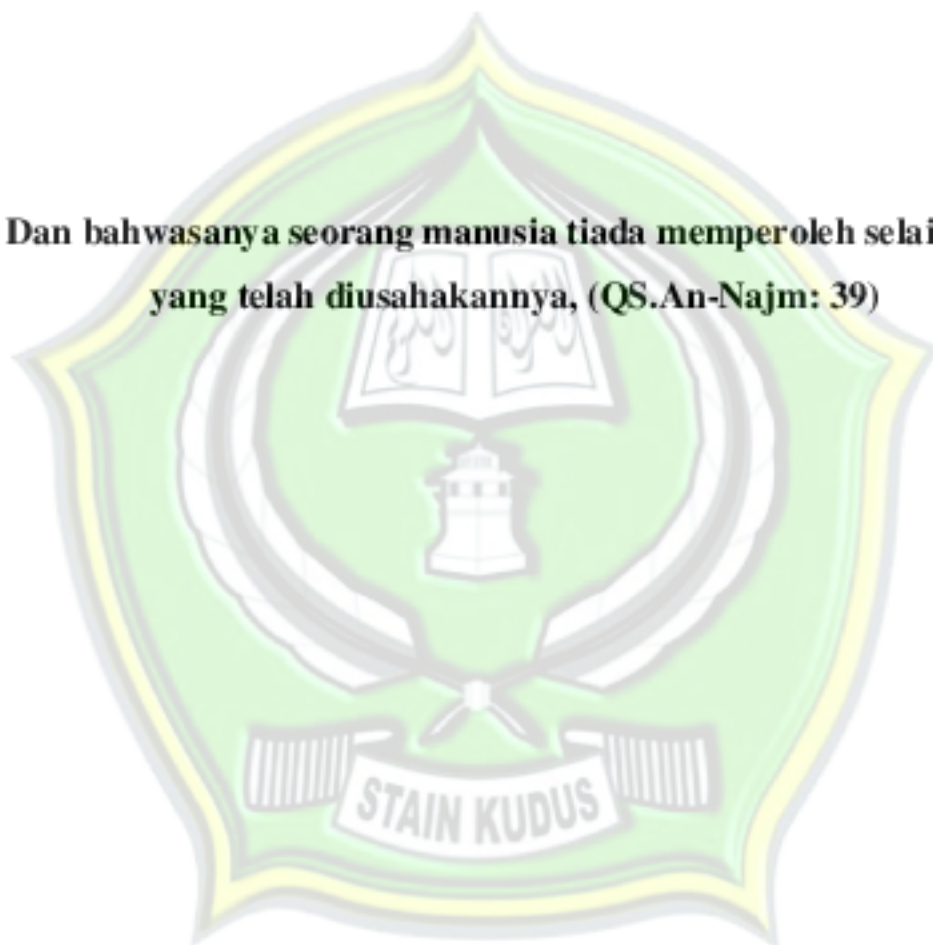 Dan bahwasanya seorang manusia tiada memperoleh selai
yang telah diusahakannya, (QS.An-Najm: 39)
STAIN KUDUS